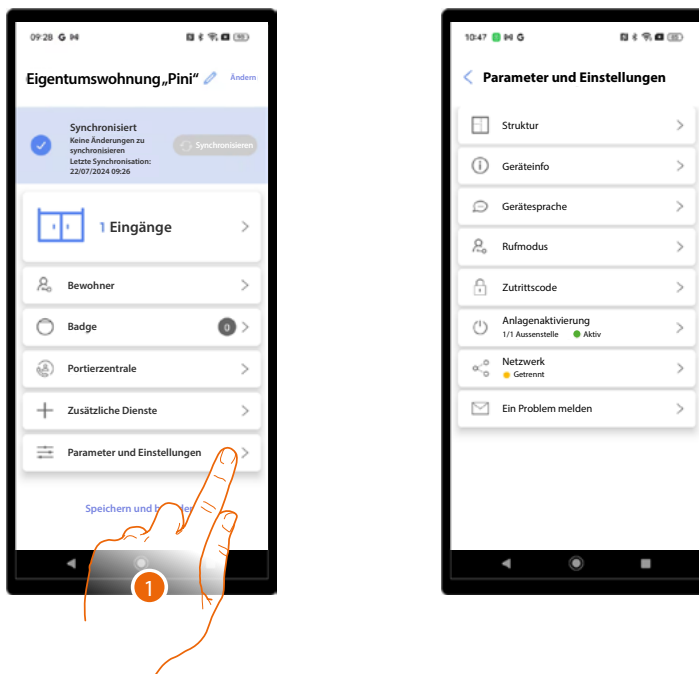 09:28 G
Eigentumswohnung „Pini“
Ändern
Synchronisiert
Keine Änderungen zu
synchronisieren
Letzte Synchronisation:
22/07/2024 09:26
Synchronisieren
1 Eingänge
Bewohner
Badge
0
Portierzentrale
Zusätzliche Dienste
Parameter und Einstellungen
Speichern und
1
10:47 G
Parameter und Einstellungen
Struktur
Geräteinfo
Gerätesprache
Rufmodus
Zutrittscode
Anlagenaktivierung
1/1 Aussenstelle Aktiv
Netzwerk
Getrennt
Ein Problem melden